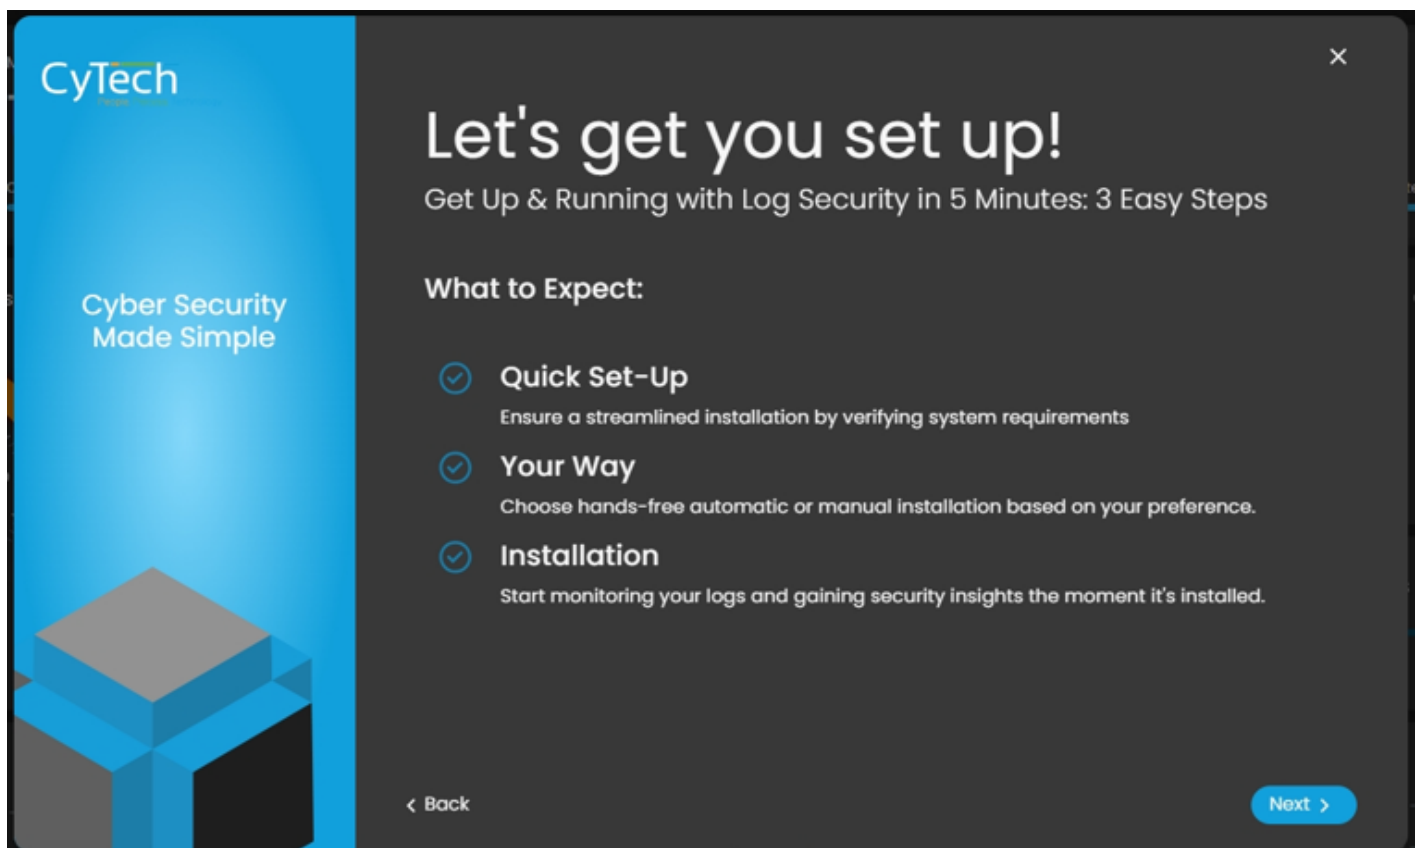 CyTech
People.
Cyber Security
Made Simple
Let's get you set up!
Get Up & Running with Log Security in 5 Minutes: 3 Easy Steps
What to Expect:
Quick Set-Up
Ensure a streamlined installation by verifying system requirements
Your Way
Choose hands-free automatic or manual installation based on your preference.
Installation
Start monitoring your logs and gaining security insights the moment it's installed.
Back
Next